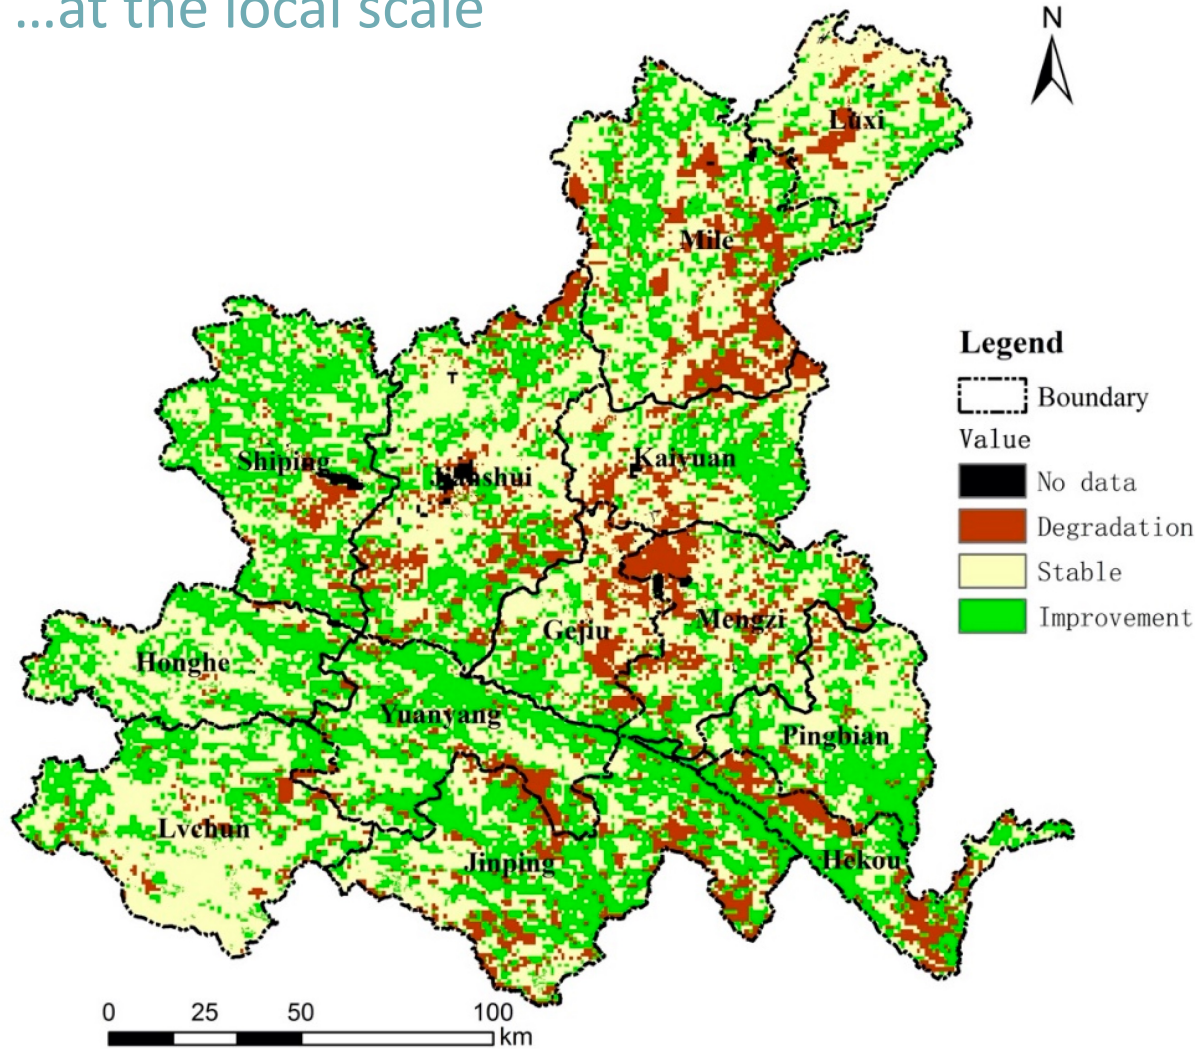 ...at the local scale
N
Luxi
Mile
Legend
Boundary
Value
No data
Degradation
Stable
Improvement
Shiping
Jianshui
Kaiyuan
Gejiu
Mengzi
Honghe
Yuanyang
Pingbian
Lvchun
Jinping
Hekou
0 25 50 100
km